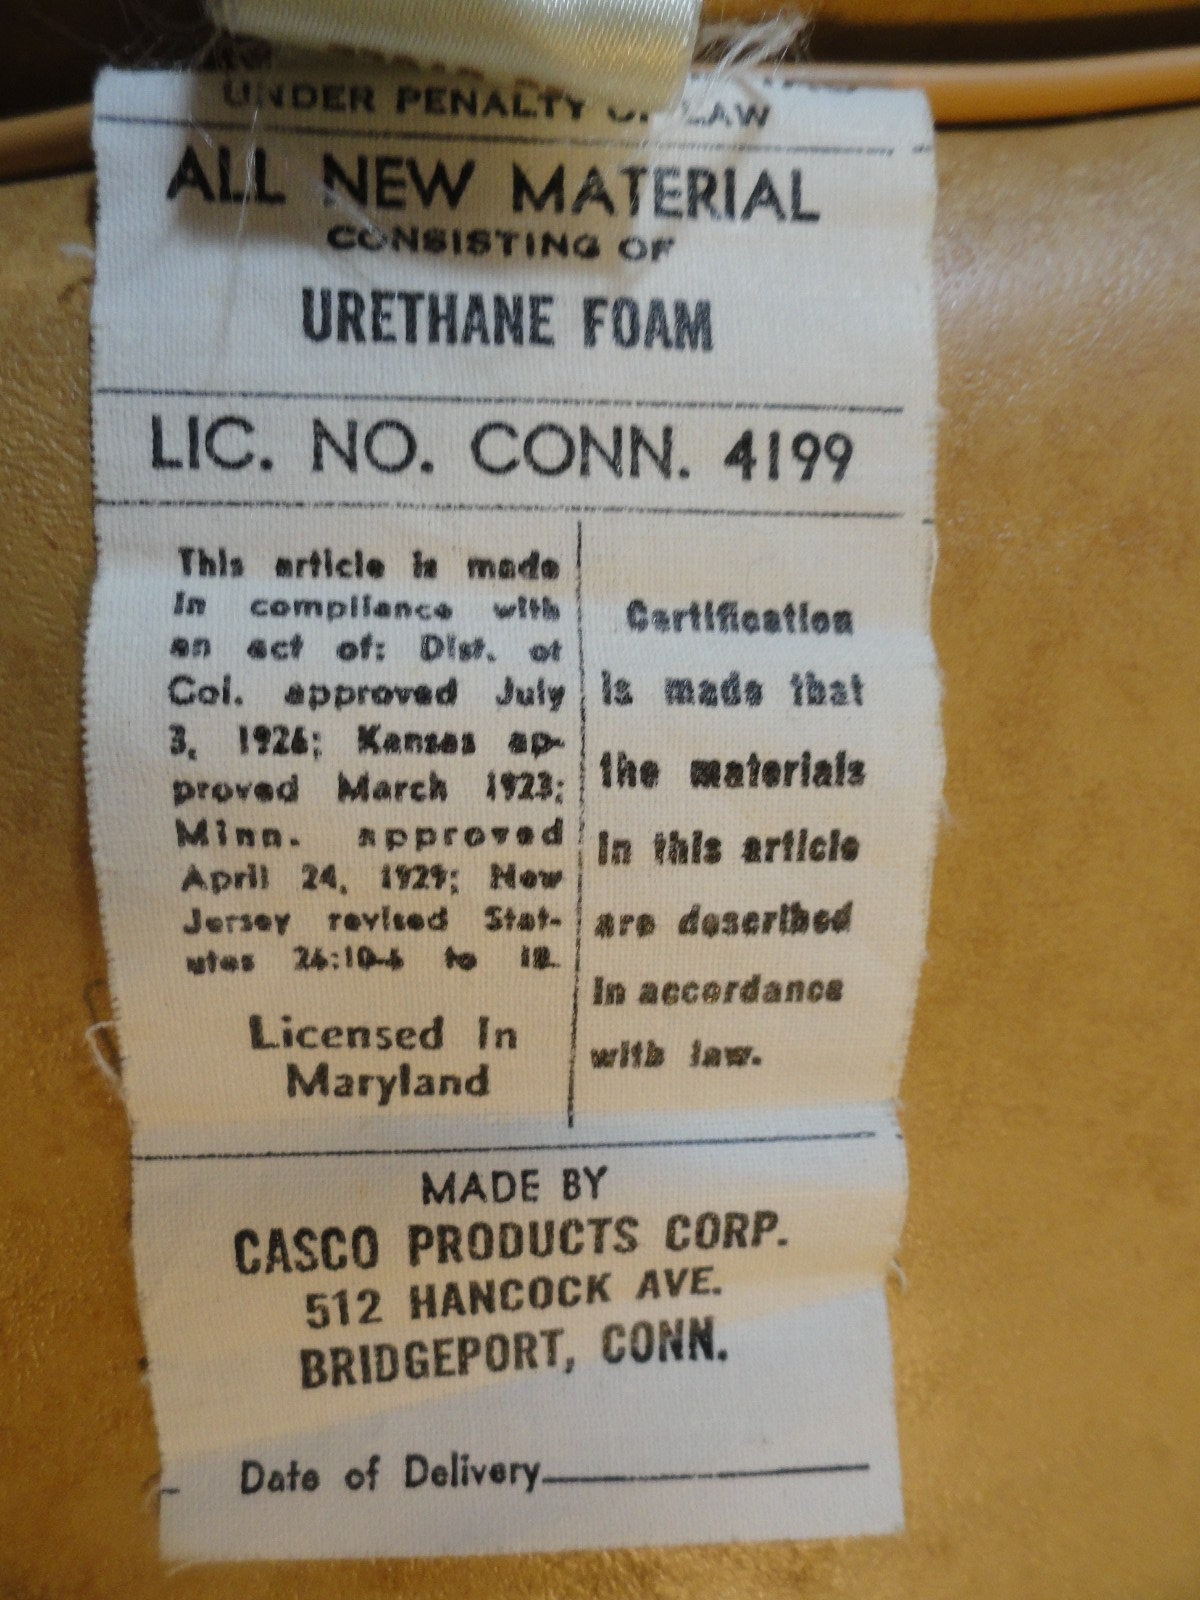 UNDER PENALTY OF LAW
ALL NEW MATERIAL
CONSISTING OF
URETHANE FOAM
LIC. NO. CONN. 4199
This article is made
in compliance with
an act of: Dist. of
Col. approved July
3, 1926; Kansas ap-
proved March 1923;
Minn. approved
April 24, 1929; New
Jersey revised Stat-
utes 26:10-6 to 18.
Licensed In
Maryland
Certification
is made that
the materials
in this article
are described
in accordance
with law.
MADE BY
CASCO PRODUCTS CORP.
512 HANCOCK AVE.
BRIDGEPORT, CONN.
Date of Delivery